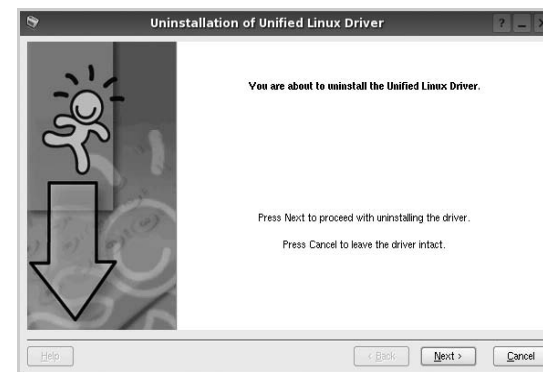 Uninstallation of Unified Linux Driver
You are about to uninstall the Unified Linux Driver.
Press Next to proceed with uninstalling the driver.
Press Cancel to leave the driver intact.
Help
< Back
Next >
Cancel